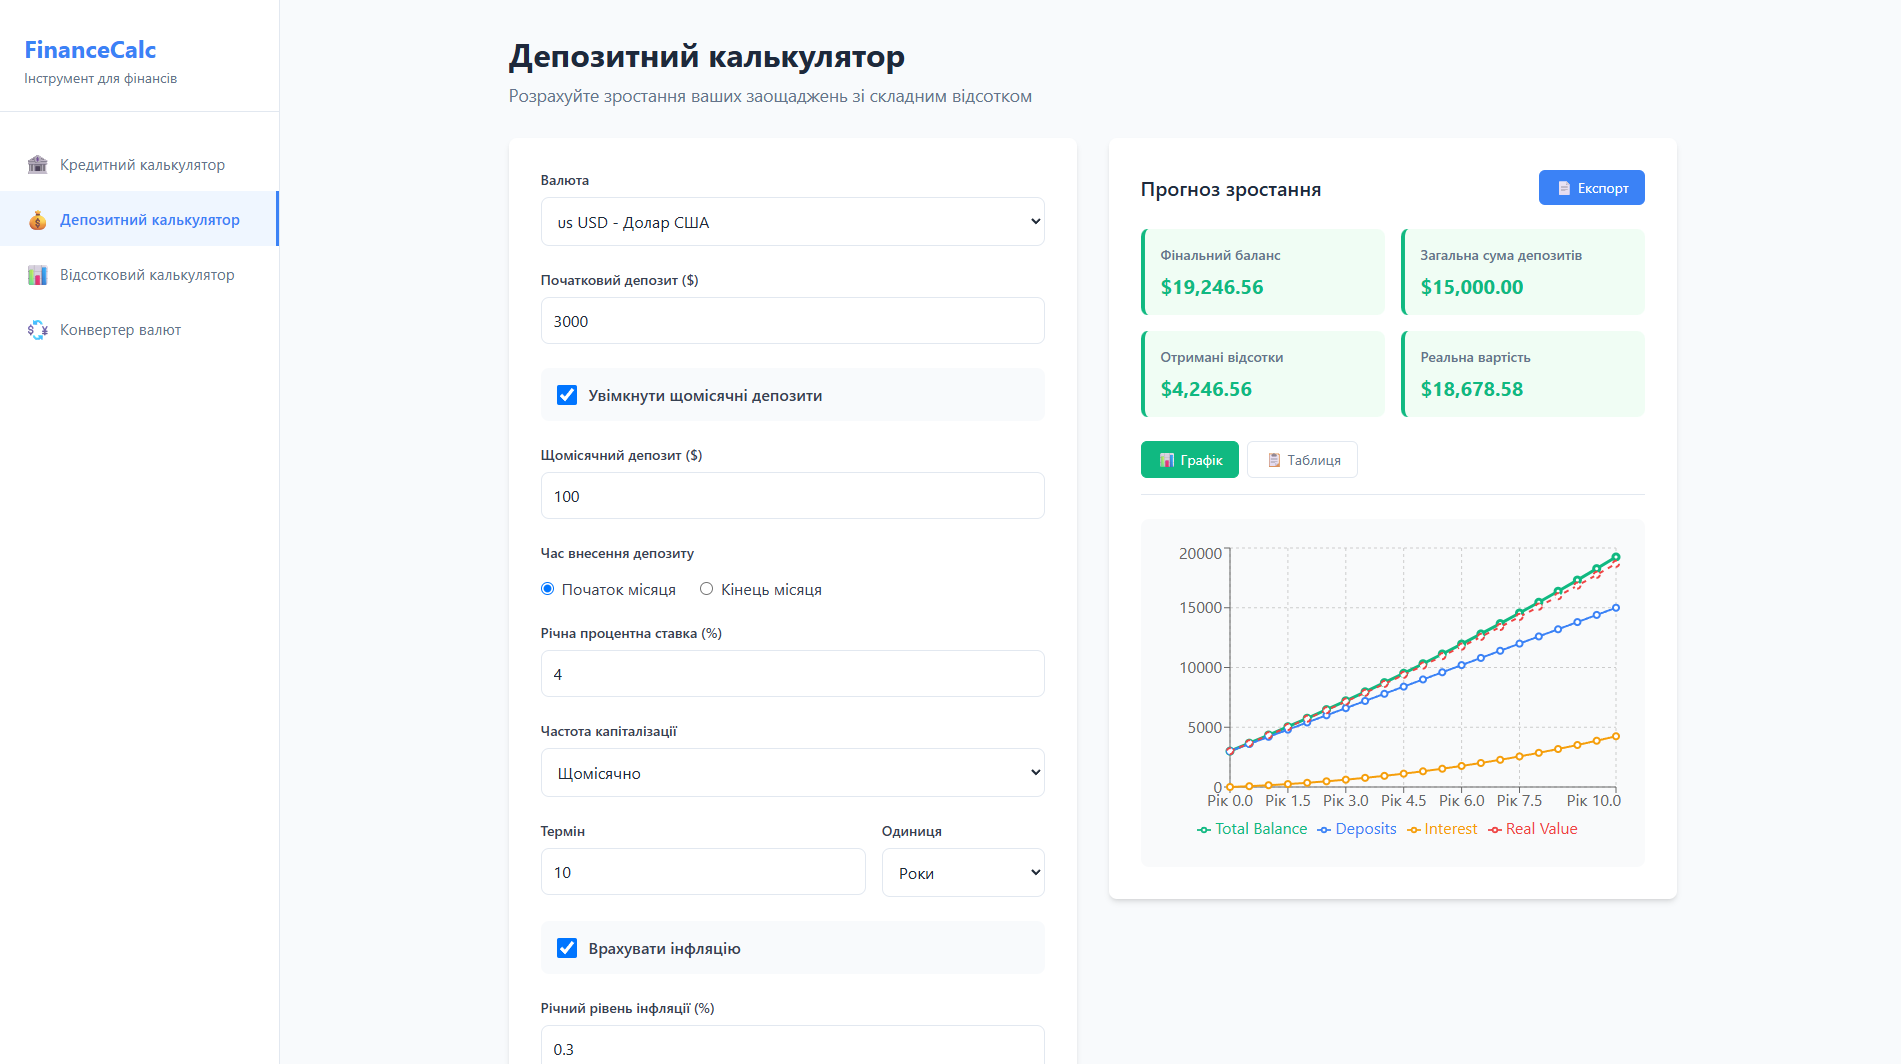 FinanceCalc
Інструмент для фінансів
Кредитний калькулятор
Депозитний калькулятор
Відсотковий калькулятор
Конвертер валют
Депозитний калькулятор
Розрахуйте зростання ваших заощаджень зі складним відсотком
Валюта
us USD - Долар США
Початковий депозит ($)
3000
Увімкнути щомісячні депозити
Щомісячний депозит ($)
100
Час внесення депозиту
Початок місяця Кінець місяця
Річна процентна ставка (%)
4
Частота капіталізації
Щомісячно
Термін Одиниця
10 Роки
Врахувати інфляцію
Річний рівень інфляції (%)
0.3
Прогноз зростання
Експорт
Фінальний баланс
$19,246.56
Загальна сума депозитів
$15,000.00
Отримані відсотки
$4,246.56
Реальна вартість
$18,678.58
Графік Таблиця
20000
15000
10000
5000
0
Рік 0.0 Рік 1.5 Рік 3.0 Рік 4.5 Рік 6.0 Рік 7.5 Рік 10.0
Total Balance Deposits Interest Real Value